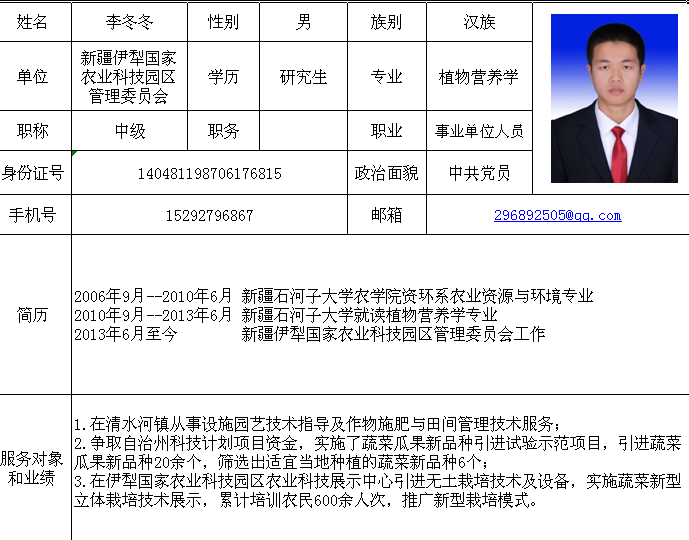 姓名 李冬冬 性别 男 族别 汉族
单位 新疆伊犁国家农业科技园区管理委员会 学历 研究生 专业 植物营养学
职称 中级 职务 职业 事业单位人员
身份证号 140481198706176815 政治面貌 中共党员
手机号 15292796867 邮箱 296892505@qq.com
简历
2006年9月--2010年6月 新疆石河子大学农学院资环系农业资源与环境专业
2010年9月--2013年6月 新疆石河子大学就读植物营养学专业
2013年6月至今 新疆伊犁国家农业科技园区管理委员会工作
服务对象
和业绩
1.在清水河镇从事设施园艺技术指导及作物施肥与田间管理技术服务；
2.争取自治州科技计划项目资金，实施了蔬菜瓜果新品种引进试验示范项目，引进蔬菜
瓜果新品种20余个，筛选出适宜当地种植的蔬菜新品种6个；
3.在伊犁国家农业科技园区农业科技展示中心引进无土栽培技术及设备，实施蔬菜新型
立体栽培技术展示，累计培训农民600余人次，推广新型栽培模式。